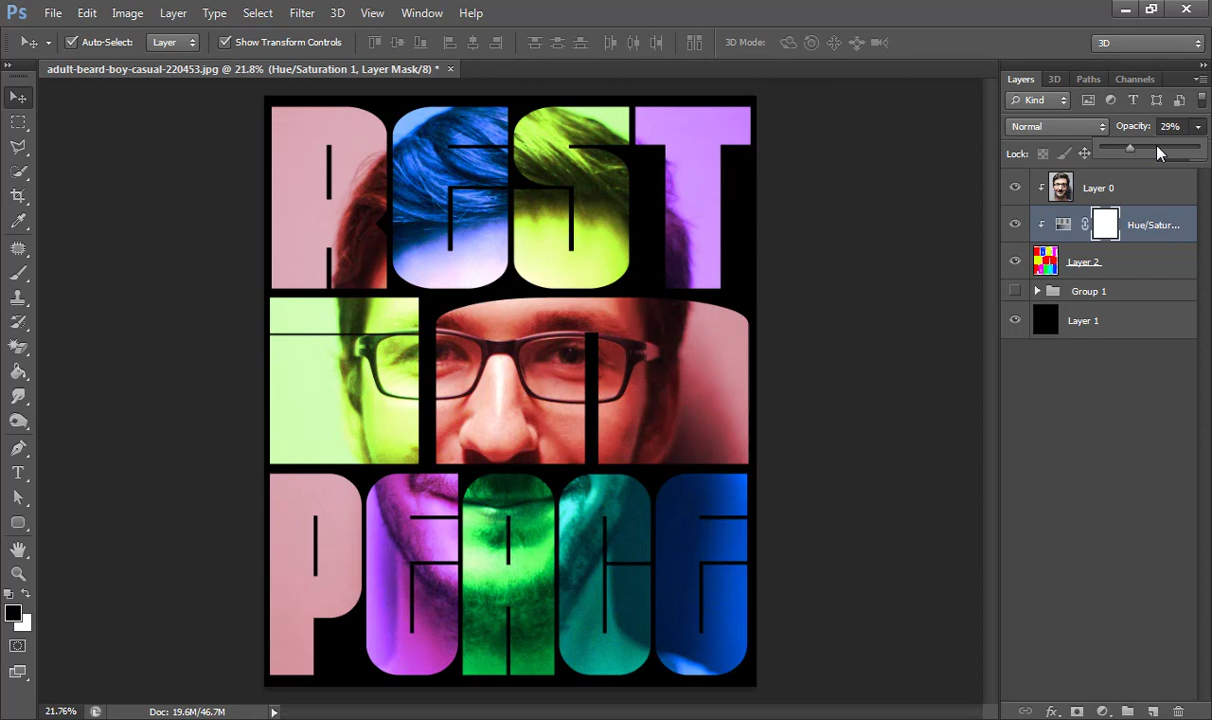 Ps File Edit Image Layer Type Select Filter 3D View Window Help
Auto-Select: Layer Show Transform Controls 3D Mode: 3D
adult-beard-boy-casual-220453.jpg @ 21.8% (Hue/Saturation 1, Layer Mask/8) * ×
Layers 3D Paths Channels
Kind
Normal Opacity: 29%
Lock:
Layer 0
Hue/Satur...
Layer 2
Group 1
Layer 1
REST
in
PEACE
21.76% Doc: 19.6M/46.7M